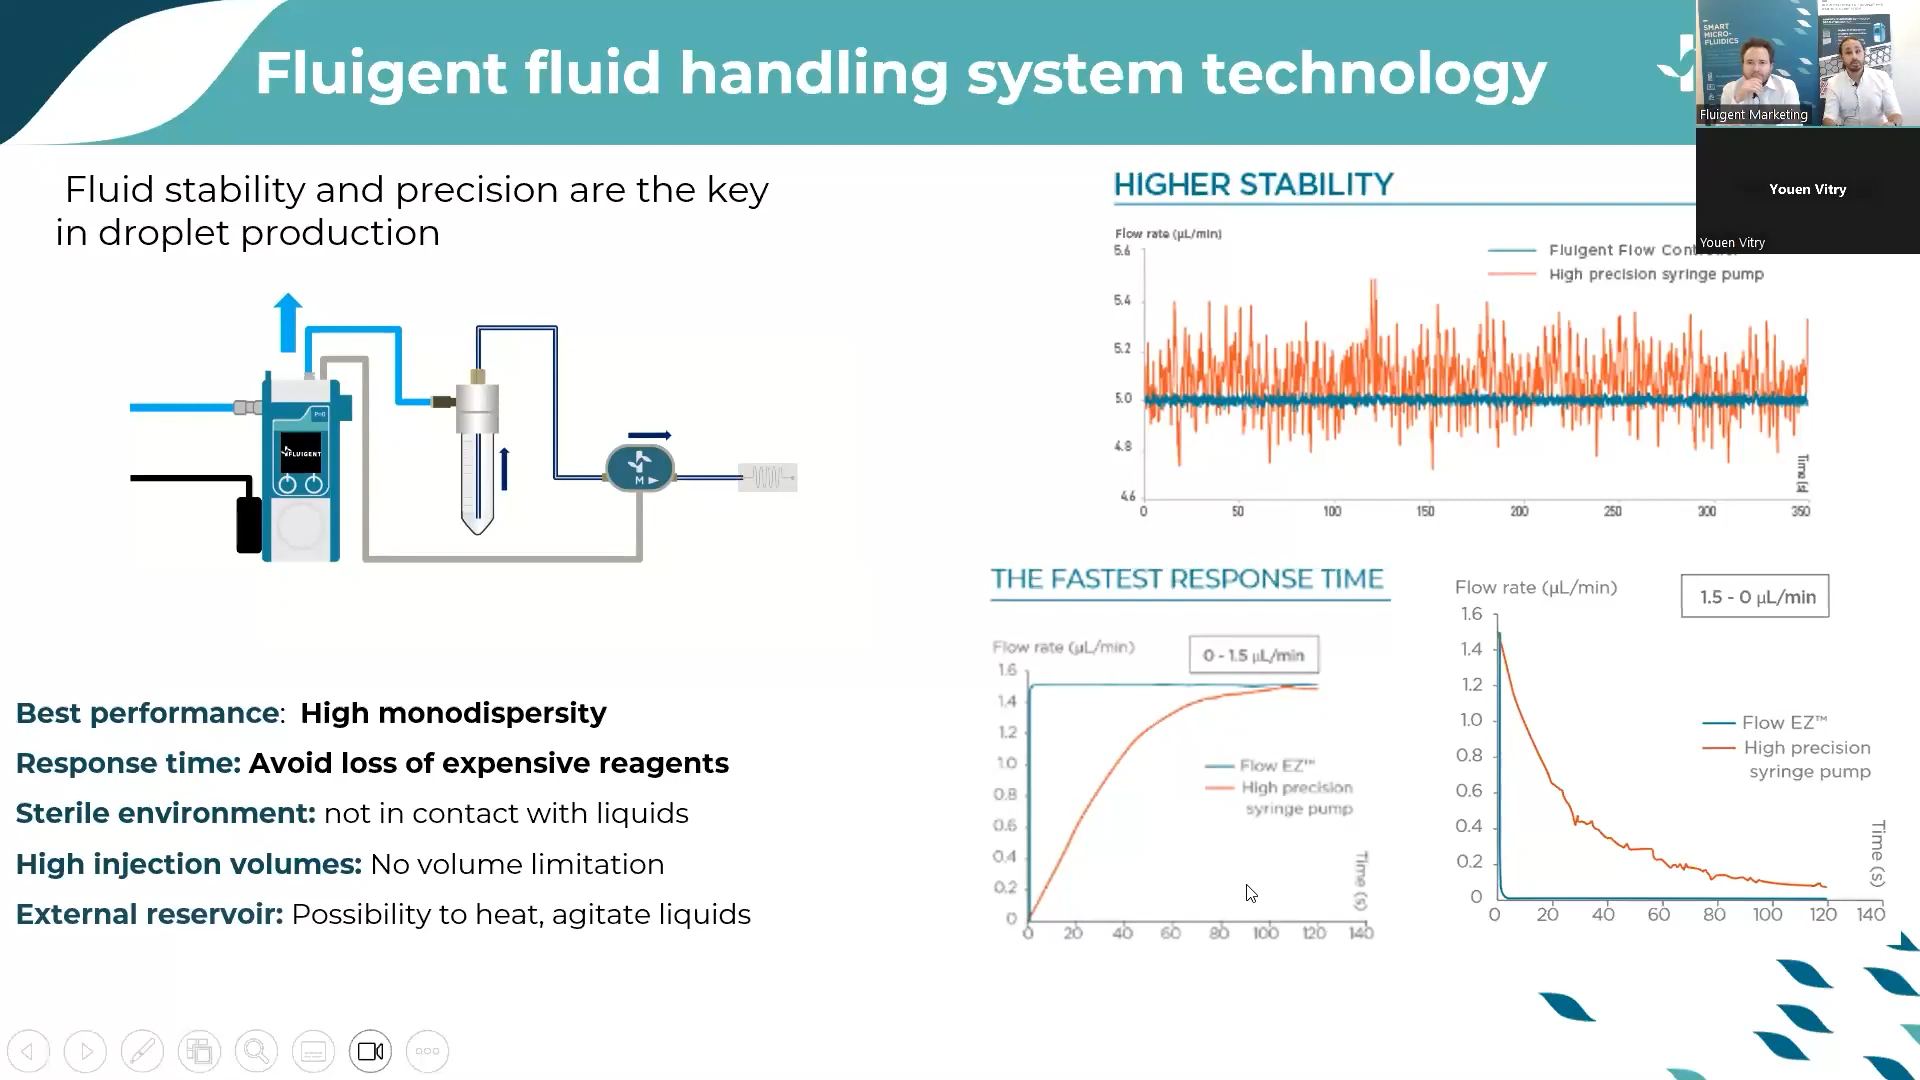 Fluigent fluid handling system technology
SMART
MICRO-
FLUIDICS
Fluigent Marketing
Youen Vitry
Youen Vitry
Fluid stability and precision are the key
in droplet production
FLUIGENT
M
Best performance: High monodispersity
Response time: Avoid loss of expensive reagents
Sterile environment: not in contact with liquids
High injection volumes: No volume limitation
External reservoir: Possibility to heat, agitate liquids
HIGHER STABILITY
Flow rate (µL/min)
5.6
5.4
5.2
5.0
4.8
4.6
0 50 100 150 200 250 300 350
Time [s]
Fluigent Flow
High precision syringe pump
THE FASTEST RESPONSE TIME
Flow rate (µL/min)
0 - 1.5 µL/min
1.6
1.4
1.2
1.0
0.8
0.6
0.4
0.2
0
0 20 40 60 80 100 120 140
Time (s)
Flow EZ™
High precision
syringe pump
Flow rate (µL/min)
1.5 - 0 µL/min
1.6
1.4
1.2
1.0
0.8
0.6
0.4
0.2
0
0 20 40 60 80 100 120 140
Time (s)
Flow EZ™
High precision
syringe pump